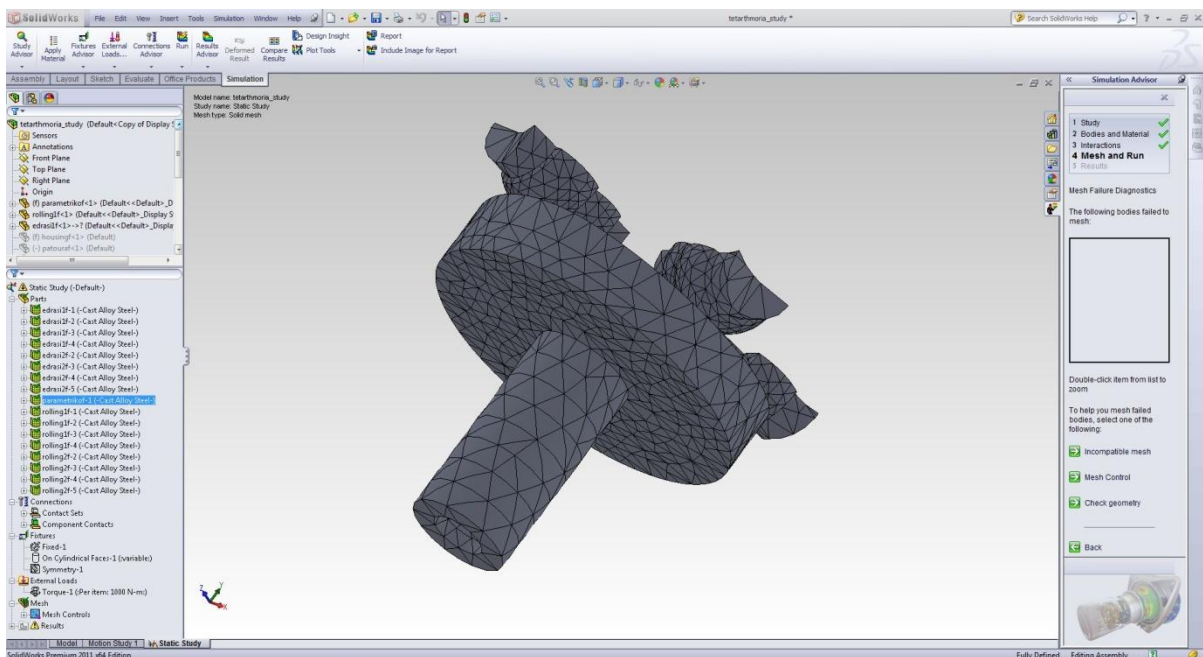 SolidWorks File Edit View Insert Tools Simulation Window Help tetarthmoria_study * Search SolidWorks Help
Study Advisor
Apply Material
Fixtures Advisor
External Loads...
Connections Advisor
Run
Results Advisor
Deformed Result
Compare Results
Design Insight
Plot Tools
Report
Include Image for Report
Assembly Layout Sketch Evaluate Office Products Simulation
Model name: tetarthmoria_study
Study name: Static Study
Mesh type: Solid mesh
tetarthmoria_study (Default<Copy of Display S
Sensors
Annotations
Front Plane
Top Plane
Right Plane
Origin
(f) parametrikof<1> (Default<<Default>_D
rolling1f<1> (Default<<Default>_Display S
edrasi1f<1>->? (Default<<Default>_Displa
(f) housingf<1> (Default)
(-) patouraf<1> (Default)
Static Study (-Default-)
Parts
edrasi1f-1 (-Cast Alloy Steel-)
edrasi1f-2 (-Cast Alloy Steel-)
edrasi1f-3 (-Cast Alloy Steel-)
edrasi1f-4 (-Cast Alloy Steel-)
edrasi2f-2 (-Cast Alloy Steel-)
edrasi2f-3 (-Cast Alloy Steel-)
edrasi2f-4 (-Cast Alloy Steel-)
edrasi2f-5 (-Cast Alloy Steel-)
parametrikof-1 (-Cast Alloy Steel-)
rolling1f-1 (-Cast Alloy Steel-)
rolling1f-2 (-Cast Alloy Steel-)
rolling1f-3 (-Cast Alloy Steel-)
rolling1f-4 (-Cast Alloy Steel-)
rolling2f-2 (-Cast Alloy Steel-)
rolling2f-3 (-Cast Alloy Steel-)
rolling2f-4 (-Cast Alloy Steel-)
rolling2f-5 (-Cast Alloy Steel-)
Connections
Contact Sets
Component Contacts
Fixtures
Fixed-1
On Cylindrical Faces-1 (:variable:)
Symmetry-1
External Loads
Torque-1 (:Per item: 1000 N-m:)
Mesh
Mesh Controls
Results
Z Y X
Simulation Advisor
1 Study
2 Bodies and Material
3 Interactions
4 Mesh and Run
5 Results
Mesh Failure Diagnostics
The following bodies failed to
mesh:
Double-click item from list to
zoom
To help you mesh failed
bodies, select one of the
following:
Incompatible mesh
Mesh Control
Check geometry
Back
Model Motion Study 1 Static Study
SolidWorks Premium 2011 x64 Edition Fully Defined Editing Assembly